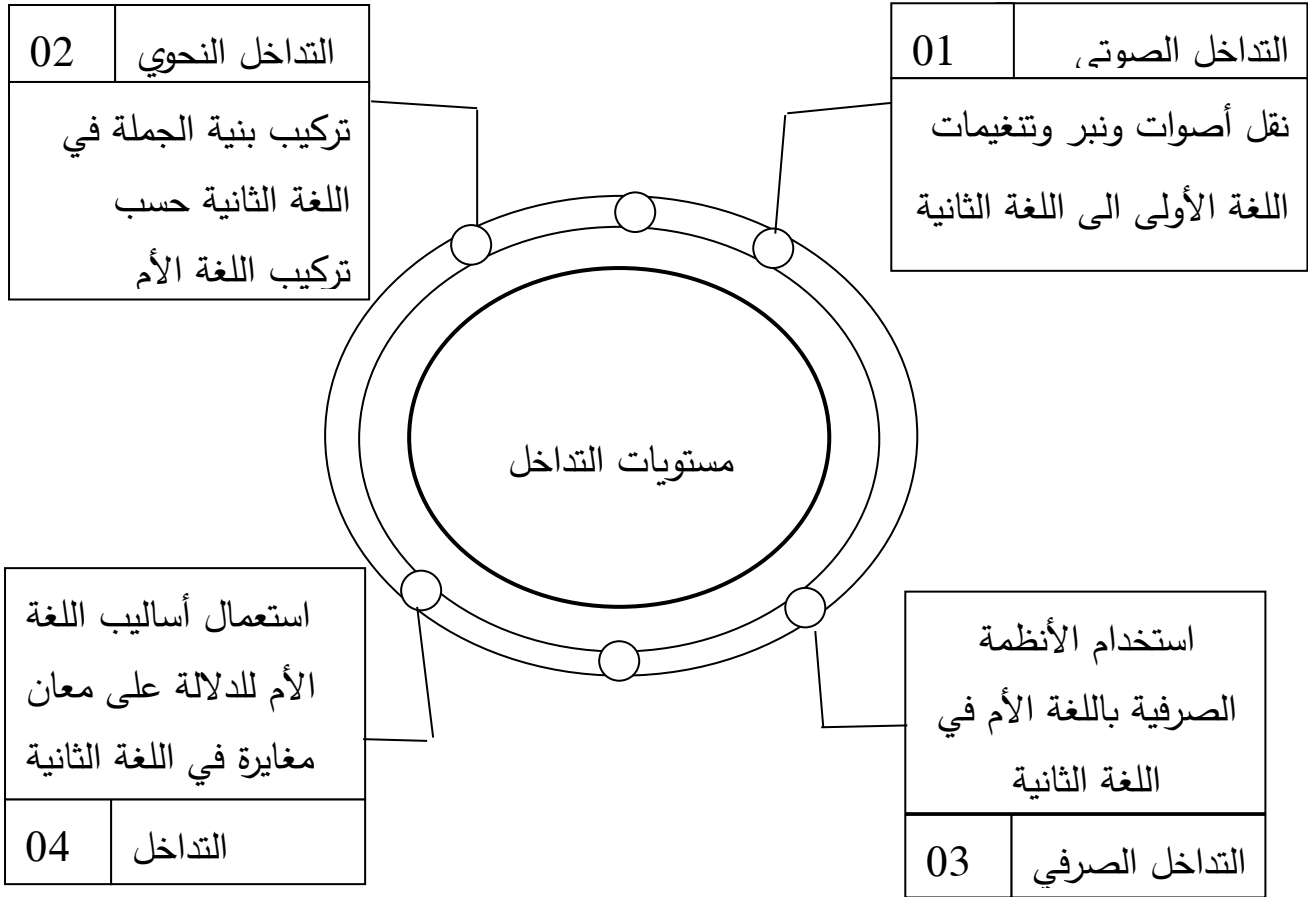 التداخل الصوتي
01
نقل أصوات ونبر وتنغيمات
اللغة الأولى الى اللغة الثانية
التداخل النحوي
02
تركيب بنية الجملة في
اللغة الثانية حسب
تركيب اللغة الأم
مستويات التداخل
استخدام الأنظمة
الصرفية باللغة الأم في
اللغة الثانية
التداخل الصرفي
03
استعمال أساليب اللغة
الأم للدلالة على معان
مغايرة في اللغة الثانية
التداخل
04